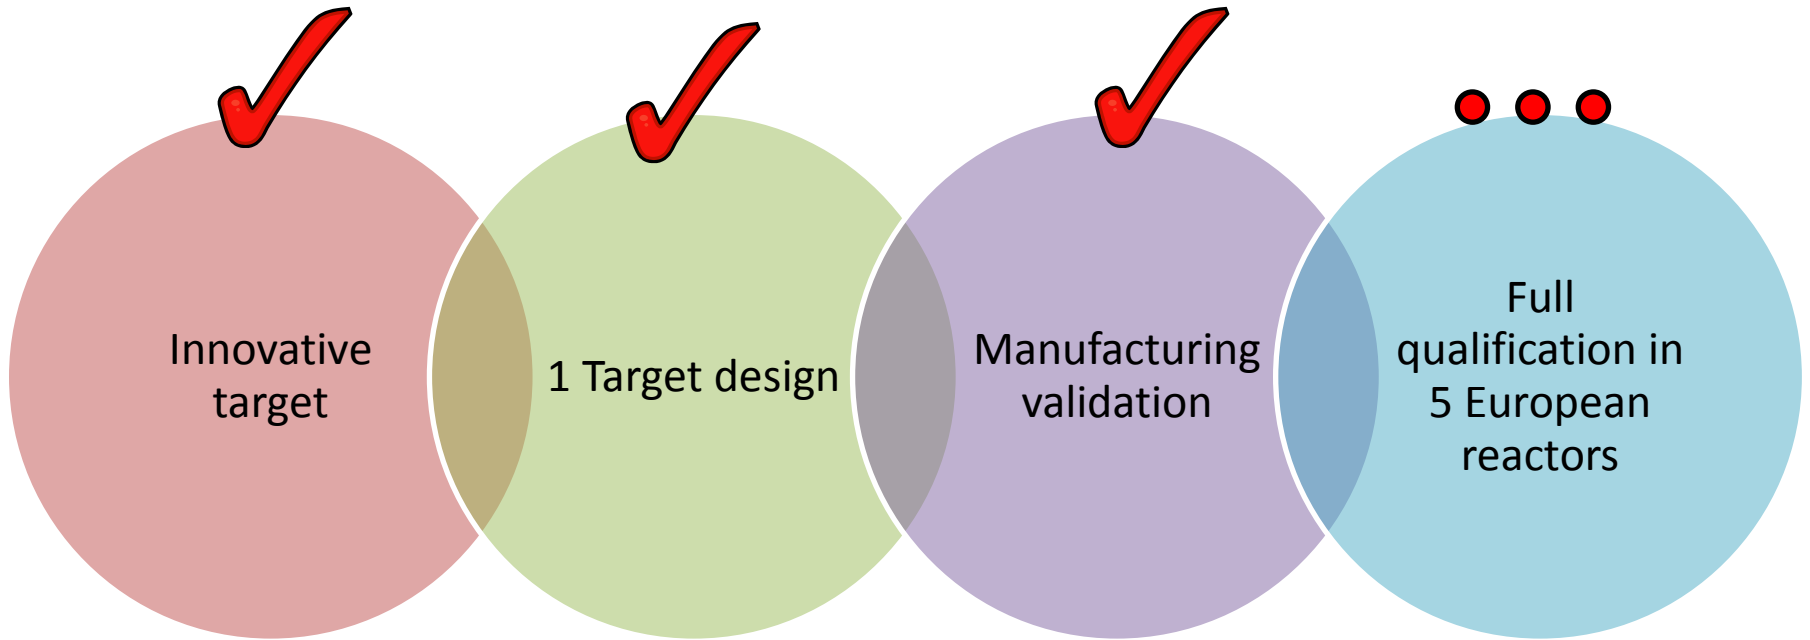 Innovative
target
1 Target design
Manufacturing
validation
Full
qualification in
5 European
reactors